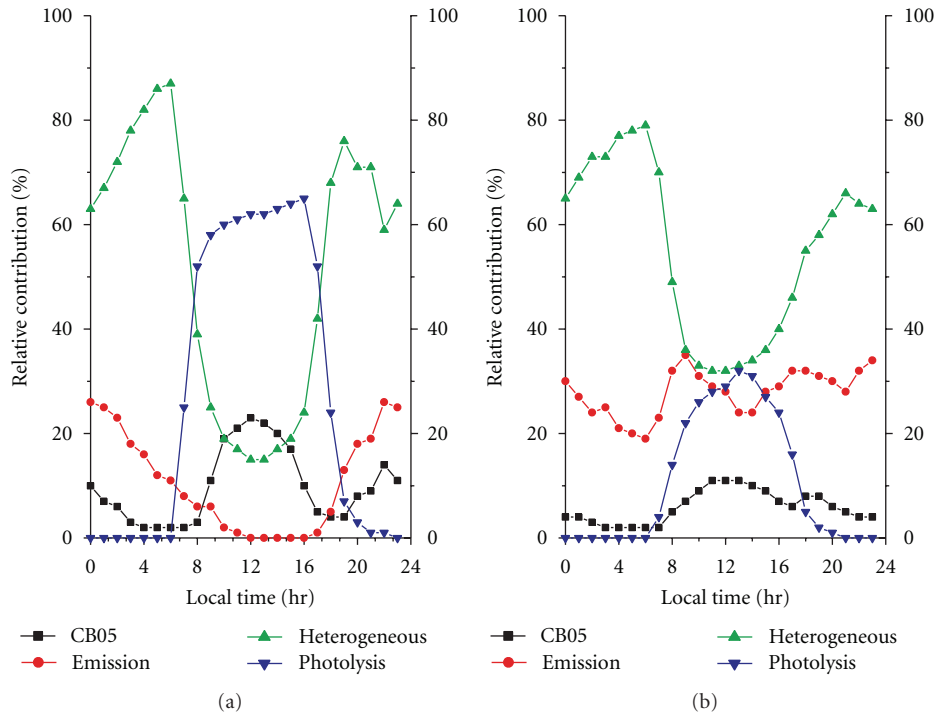 100
80
60
40
20
0
100
80
60
40
20
0
Relative contribution (%)
0 4 8 12 16 20 24
Local time (hr)
CB05
Emission
Heterogeneous
Photolysis
(a)
100
80
60
40
20
0
100
80
60
40
20
0
Relative contribution (%)
0 4 8 12 16 20 24
Local time (hr)
CB05
Emission
Heterogeneous
Photolysis
(b)